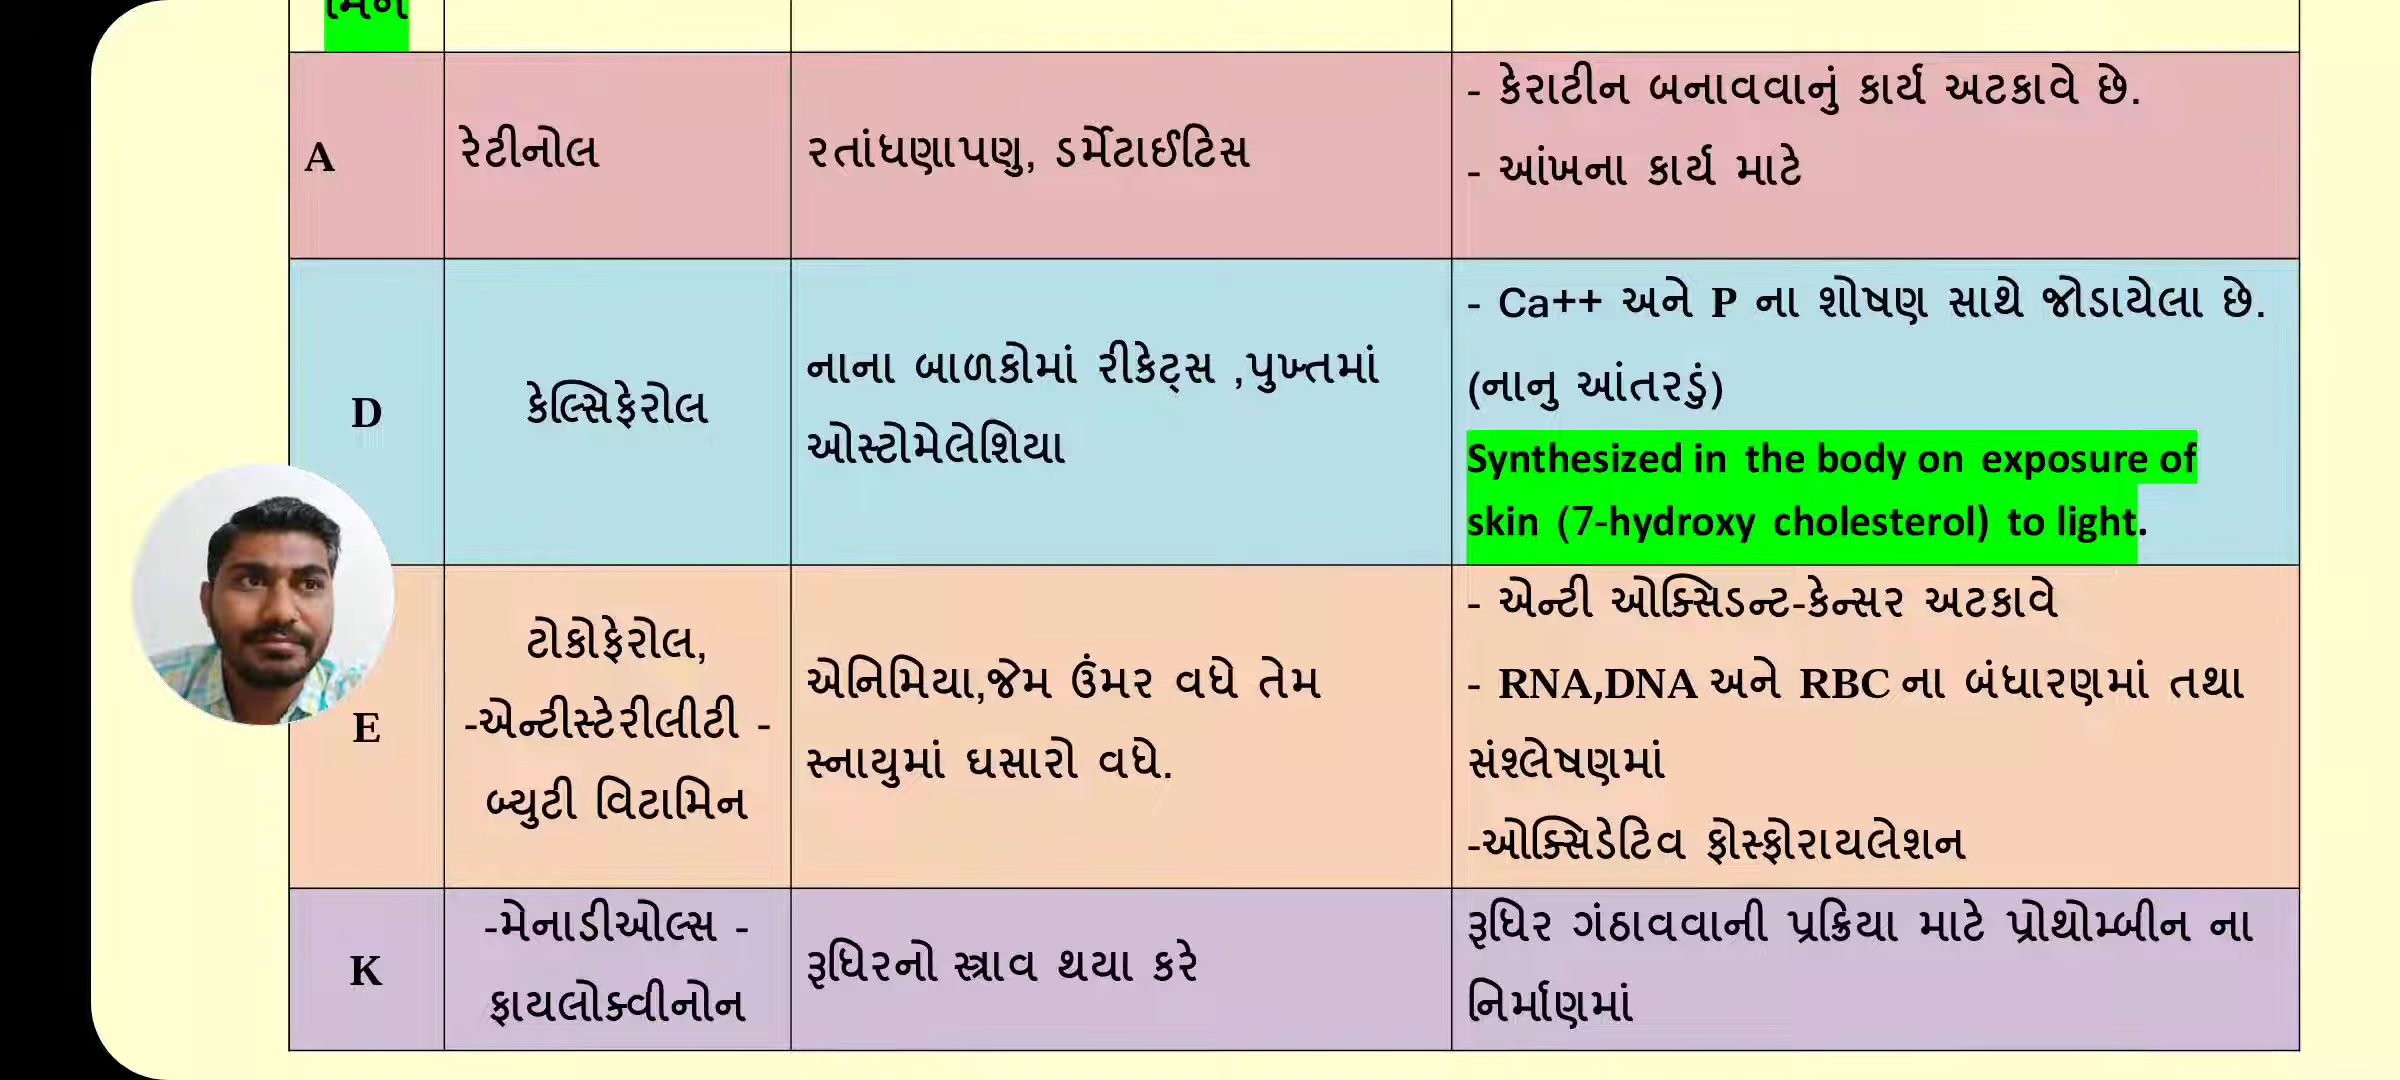 મિન
A
રેટીનોલ
રતાંધણાપણુ, ડર્મેટાઈટિસ
- કેરાટીન બનાવવાનું કાર્ય અટકાવે છે.
- આંખના કાર્ય માટે
D
કેલ્સિફેરોલ
નાના બાળકોમાં રીકેટ્સ ,પુખ્તમાં
ઓસ્ટોમેલેશિયા
- Ca++ અને P ના શોષણ સાથે જોડાયેલા છે.
(નાનુ આંતરડું)
Synthesized in the body on exposure of
skin (7-hydroxy cholesterol) to light.
E
ટોકોફેરોલ,
-એન્ટીસ્ટેરીલીટી -
બ્યુટી વિટામિન
એનિમિયા,જેમ ઉંમર વધે તેમ
સ્નાયુમાં ઘસારો વધે.
- એન્ટી ઓક્સિડન્ટ-કેન્સર અટકાવે
- RNA,DNA અને RBC ના બંધારણમાં તથા
સંશ્લેષણમાં
-ઓક્સિડેટિવ ફોસ્ફોરાયલેશન
K
-મેનાડીઓલ્સ -
ફાયલોક્વીનોન
રૂધિરનો સ્ત્રાવ થયા કરે
રૂધિર ગંઠાવવાની પ્રક્રિયા માટે પ્રોથોમ્બીન ના
નિર્માણમાં